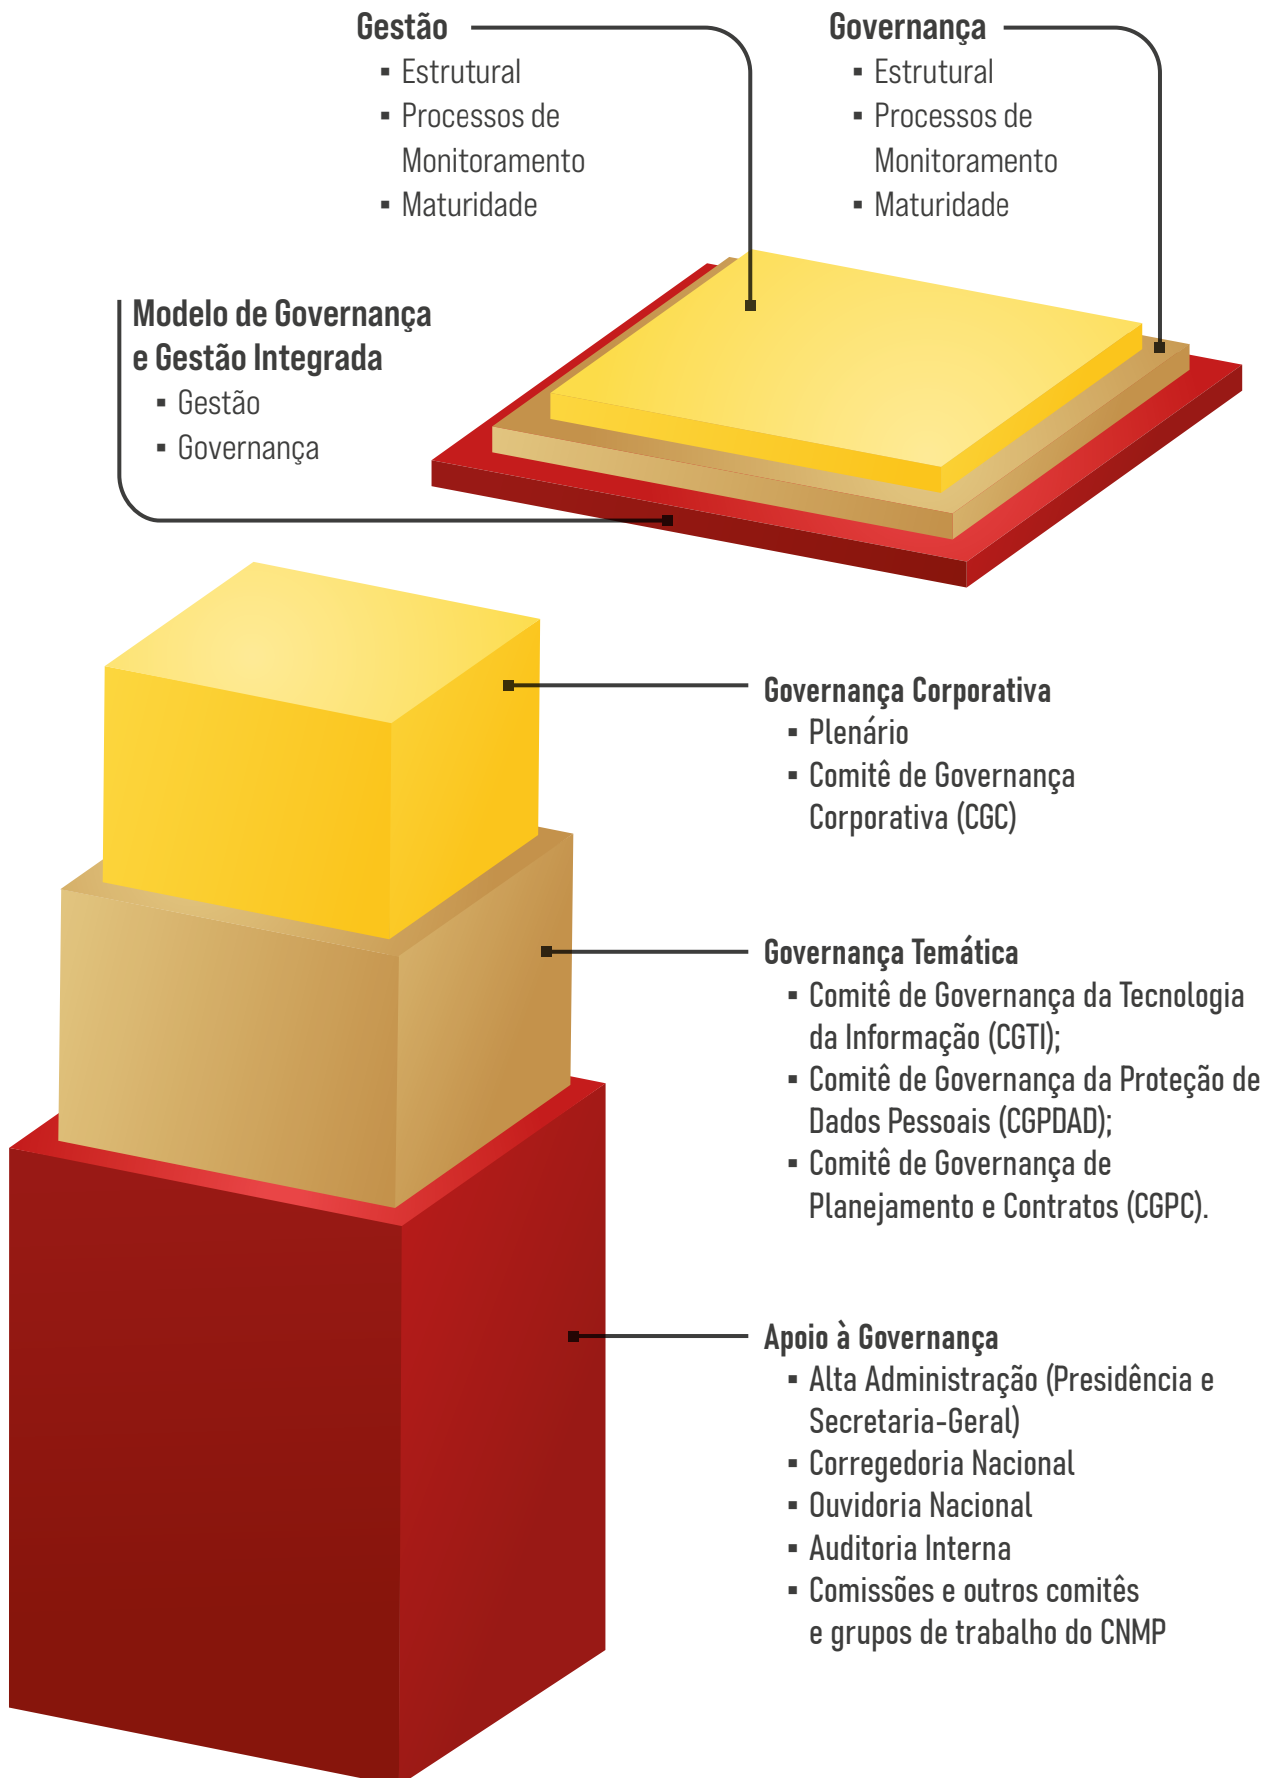 Gestão
▪ Estrutural
▪ Processos de
Monitoramento
▪ Maturidade
Governança
▪ Estrutural
▪ Processos de
Monitoramento
▪ Maturidade
Modelo de Governança
e Gestão Integrada
▪ Gestão
▪ Governança
Governança Corporativa
▪ Plenário
▪ Comitê de Governança
Corporativa (CGC)
Governança Temática
▪ Comitê de Governança da Tecnologia
da Informação (CGTI);
▪ Comitê de Governança da Proteção de
Dados Pessoais (CGPDAD);
▪ Comitê de Governança de
Planejamento e Contratos (CGPC).
Apoio à Governança
▪ Alta Administração (Presidência e
Secretaria-Geral)
▪ Corregedoria Nacional
▪ Ouvidoria Nacional
▪ Auditoria Interna
▪ Comissões e outros comitês
e grupos de trabalho do CNMP